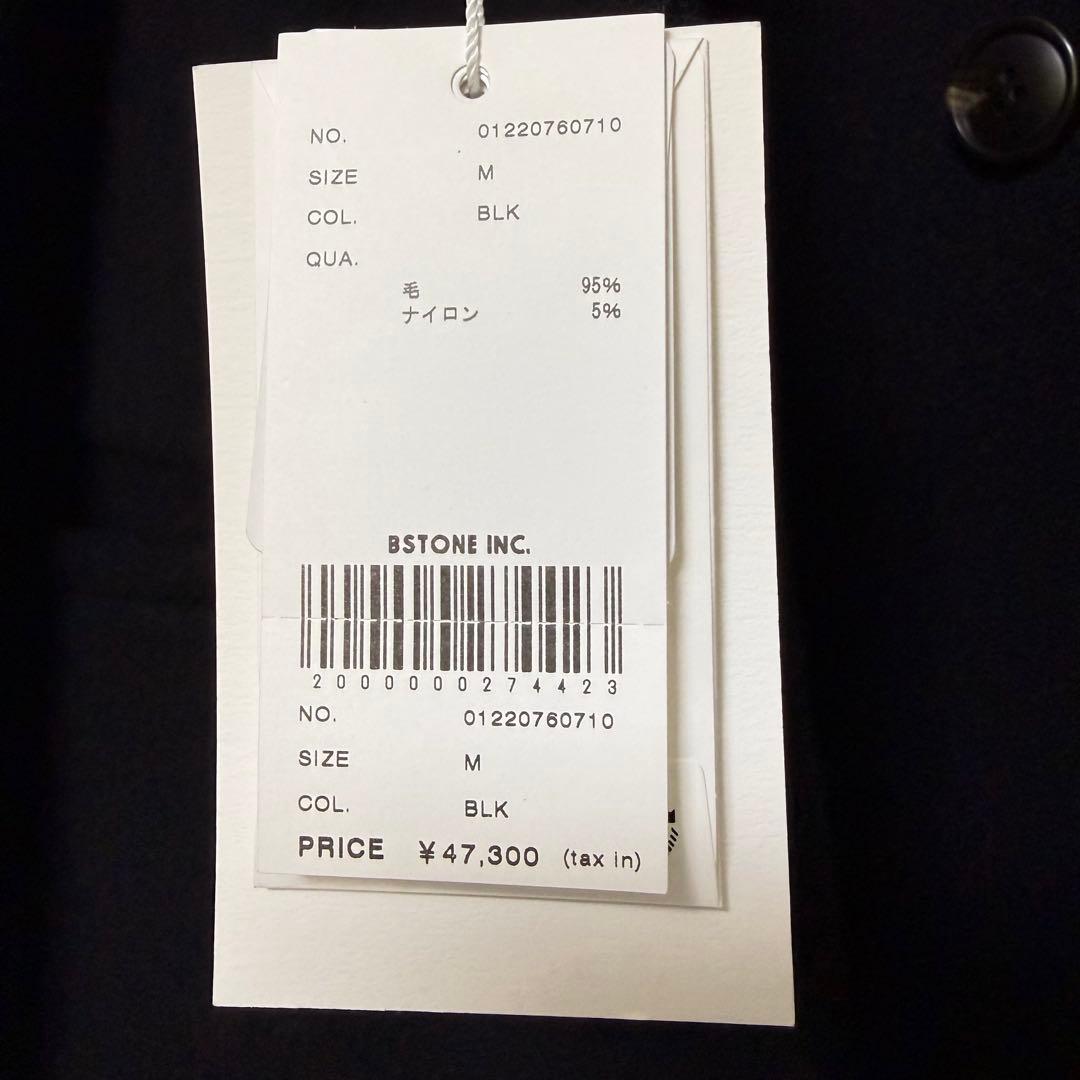 NO. 01220760710
SIZE M
COL. BLK
QUA.
毛 95%
ナイロン 5%
BSTONE INC.
2000000274423
NO. 01220760710
SIZE M
COL. BLK
PRICE ¥47,300 (tax in)